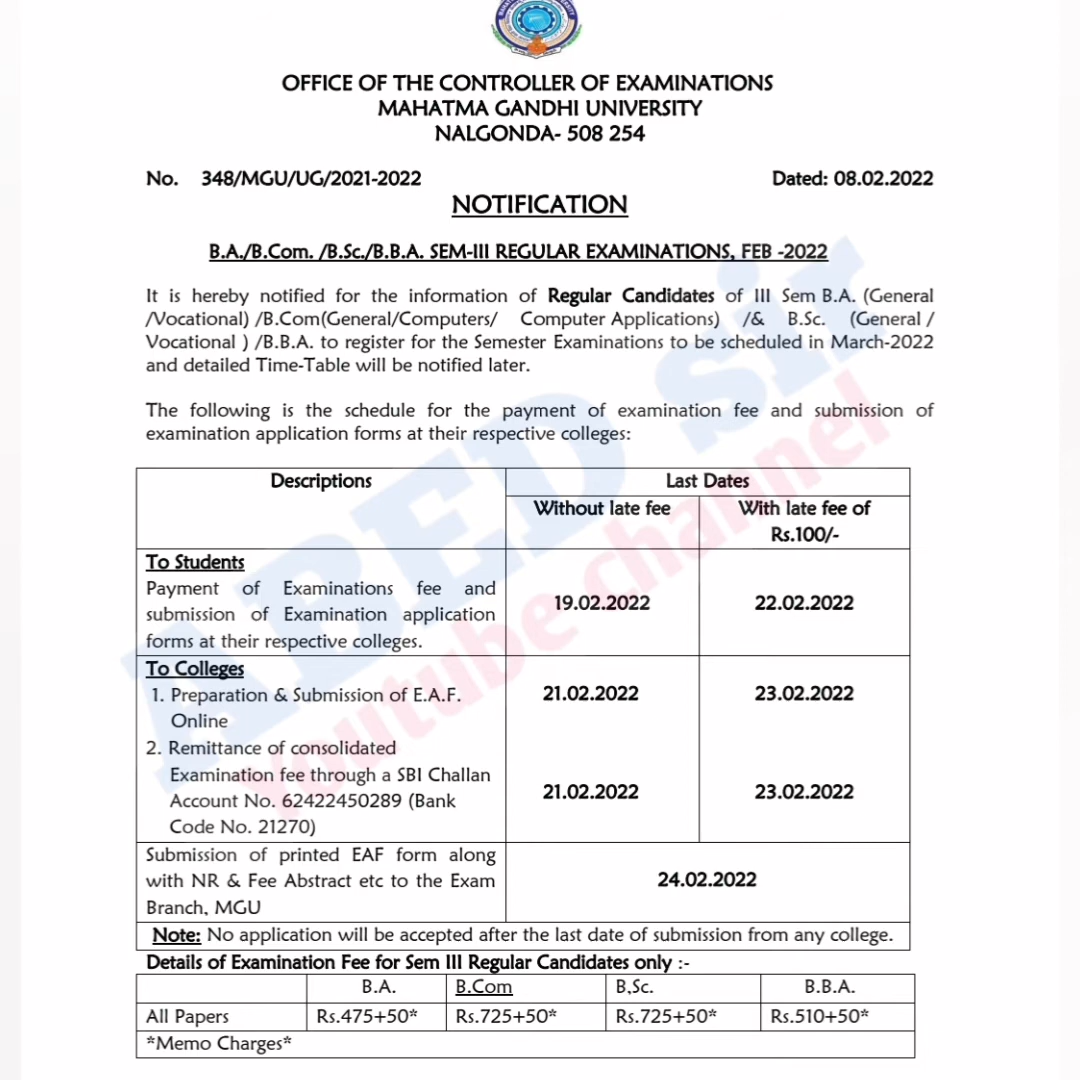 OFFICE OF THE CONTROLLER OF EXAMINATIONS
MAHATMA GANDHI UNIVERSITY
NALGONDA- 508 254
No. 348/MGU/UG/2021-2022 Dated: 08.02.2022
NOTIFICATION
B.A./B.Com. /B.Sc./B.B.A. SEM-III REGULAR EXAMINATIONS, FEB -2022
It is hereby notified for the information of Regular Candidates of III Sem B.A. (General
/Vocational) /B.Com(General/Computers/ Computer Applications) /& B.Sc. (General /
Vocational ) /B.B.A. to register for the Semester Examinations to be scheduled in March-2022
and detailed Time-Table will be notified later.
The following is the schedule for the payment of examination fee and submission of
examination application forms at their respective colleges:
Descriptions Last Dates
Without late fee With late fee of
Rs.100/-
To Students
Payment of Examinations fee and
submission of Examination application
forms at their respective colleges.
19.02.2022 22.02.2022
To Colleges
1. Preparation & Submission of E.A.F.
Online
21.02.2022 23.02.2022
2. Remittance of consolidated
Examination fee through a SBI Challan
Account No. 62422450289 (Bank
Code No. 21270)
21.02.2022 23.02.2022
Submission of printed EAF form along
with NR & Fee Abstract etc to the Exam
Branch, MGU
24.02.2022
Note: No application will be accepted after the last date of submission from any college.
Details of Examination Fee for Sem III Regular Candidates only :-
B.A. B.Com B,Sc. B.B.A.
All Papers Rs.475+50* Rs.725+50* Rs.725+50* Rs.510+50*
*Memo Charges*
ABED sir
Youtube channel